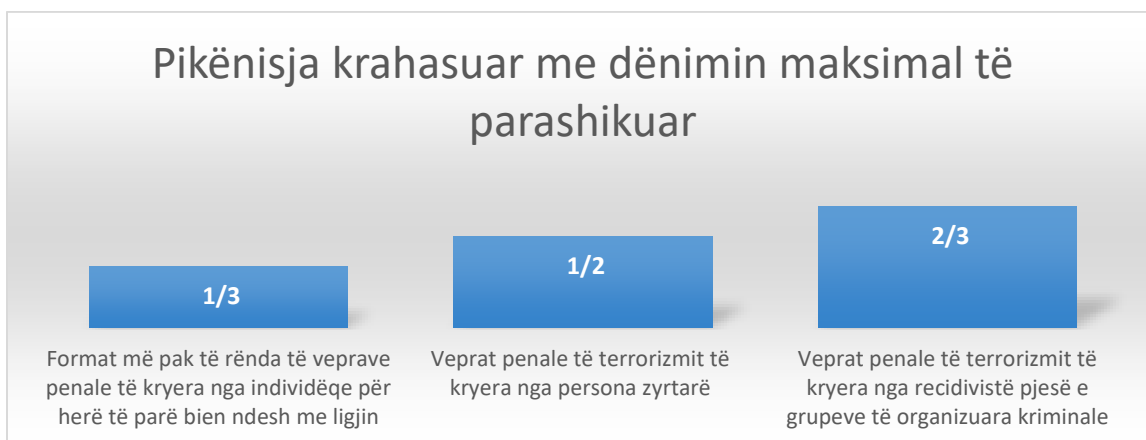 Pikënisja krahasuar me dënimin maksimal të
parashikuar
1/3
1/2
2/3
Format më pak të rënda të veprave
penale të kryera nga individëqe për
herë të parë bien ndesh me ligjin
Veprat penale të terrorizmit të
kryera nga persona zyrtarë
Veprat penale të terrorizmit të
kryera nga recidivistë pjesë e
grupeve të organizuara kriminale